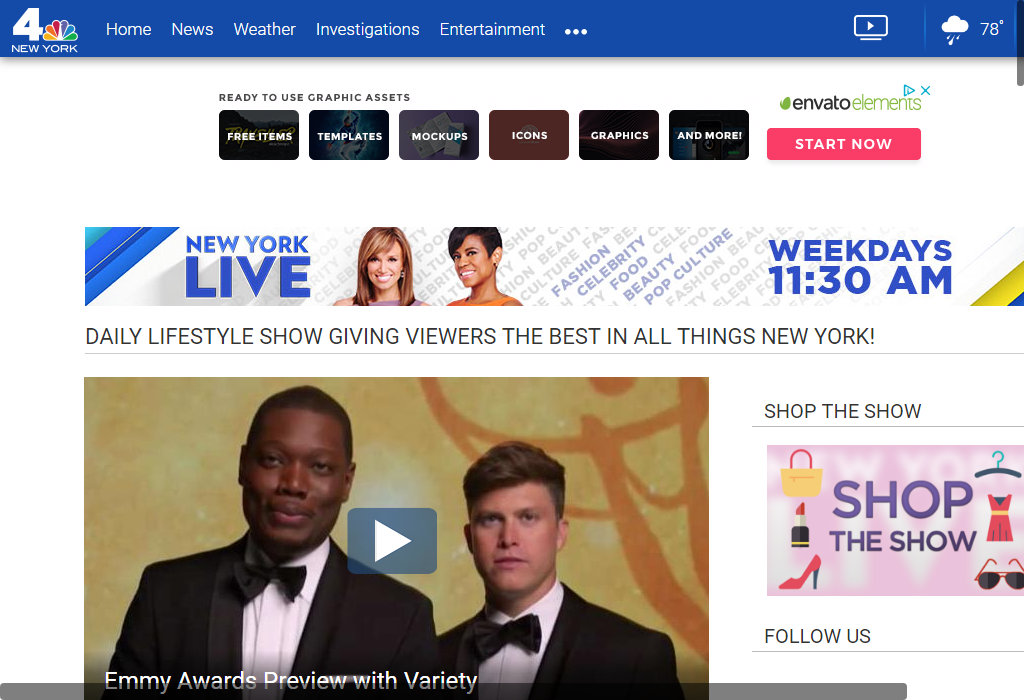 4
NEW YORK
Home
News
Weather
Investigations
Entertainment
78°
READY TO USE GRAPHIC ASSETS
FREE ITEMS
TEMPLATES
MOCKUPS
ICONS
GRAPHICS
AND MORE!
envato elements
START NOW
NEW YORK
LIVE
FASHION
CELEBRITY
FOOD
BEAUTY
POP CULTURE
WEEKDAYS
11:30 AM
DAILY LIFESTYLE SHOW GIVING VIEWERS THE BEST IN ALL THINGS NEW YORK!
Emmy Awards Preview with Variety
SHOP THE SHOW
SHOP
THE SHOW
FOLLOW US